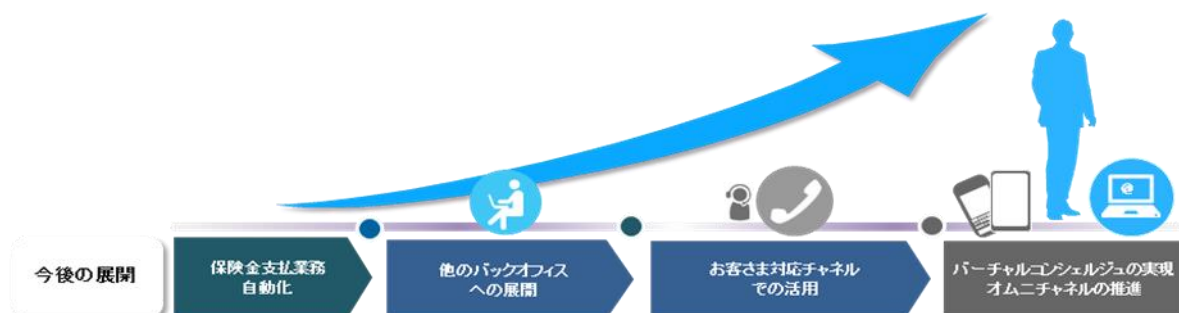 今後の展開
保険金支払業務
自動化
他のバックオフィス
への展開
お客さま対応チャネル
での活用
バーチャルコンシェルジュの実現
オムニチャネルの推進